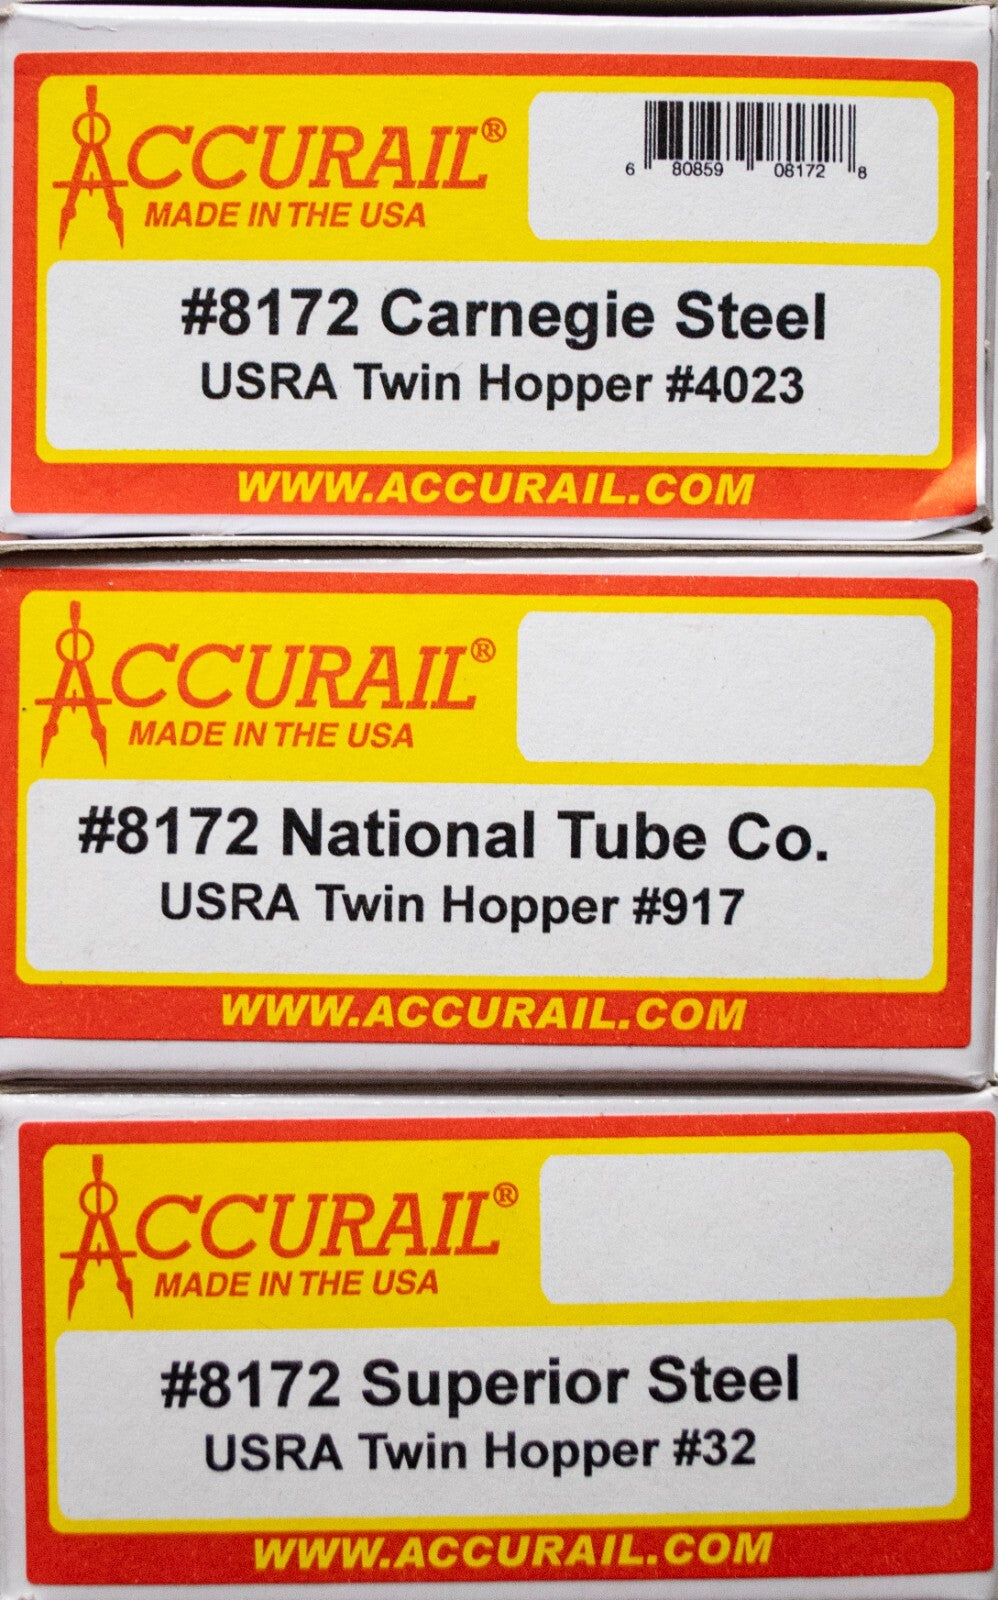 ACCURAIL®
MADE IN THE USA
6 80859 08172 8
#8172 Carnegie Steel
USRA Twin Hopper #4023
WWW.ACCURAIL.COM
ACCURAIL®
MADE IN THE USA
#8172 National Tube Co.
USRA Twin Hopper #917
WWW.ACCURAIL.COM
ACCURAIL®
MADE IN THE USA
#8172 Superior Steel
USRA Twin Hopper #32
WWW.ACCURAIL.COM